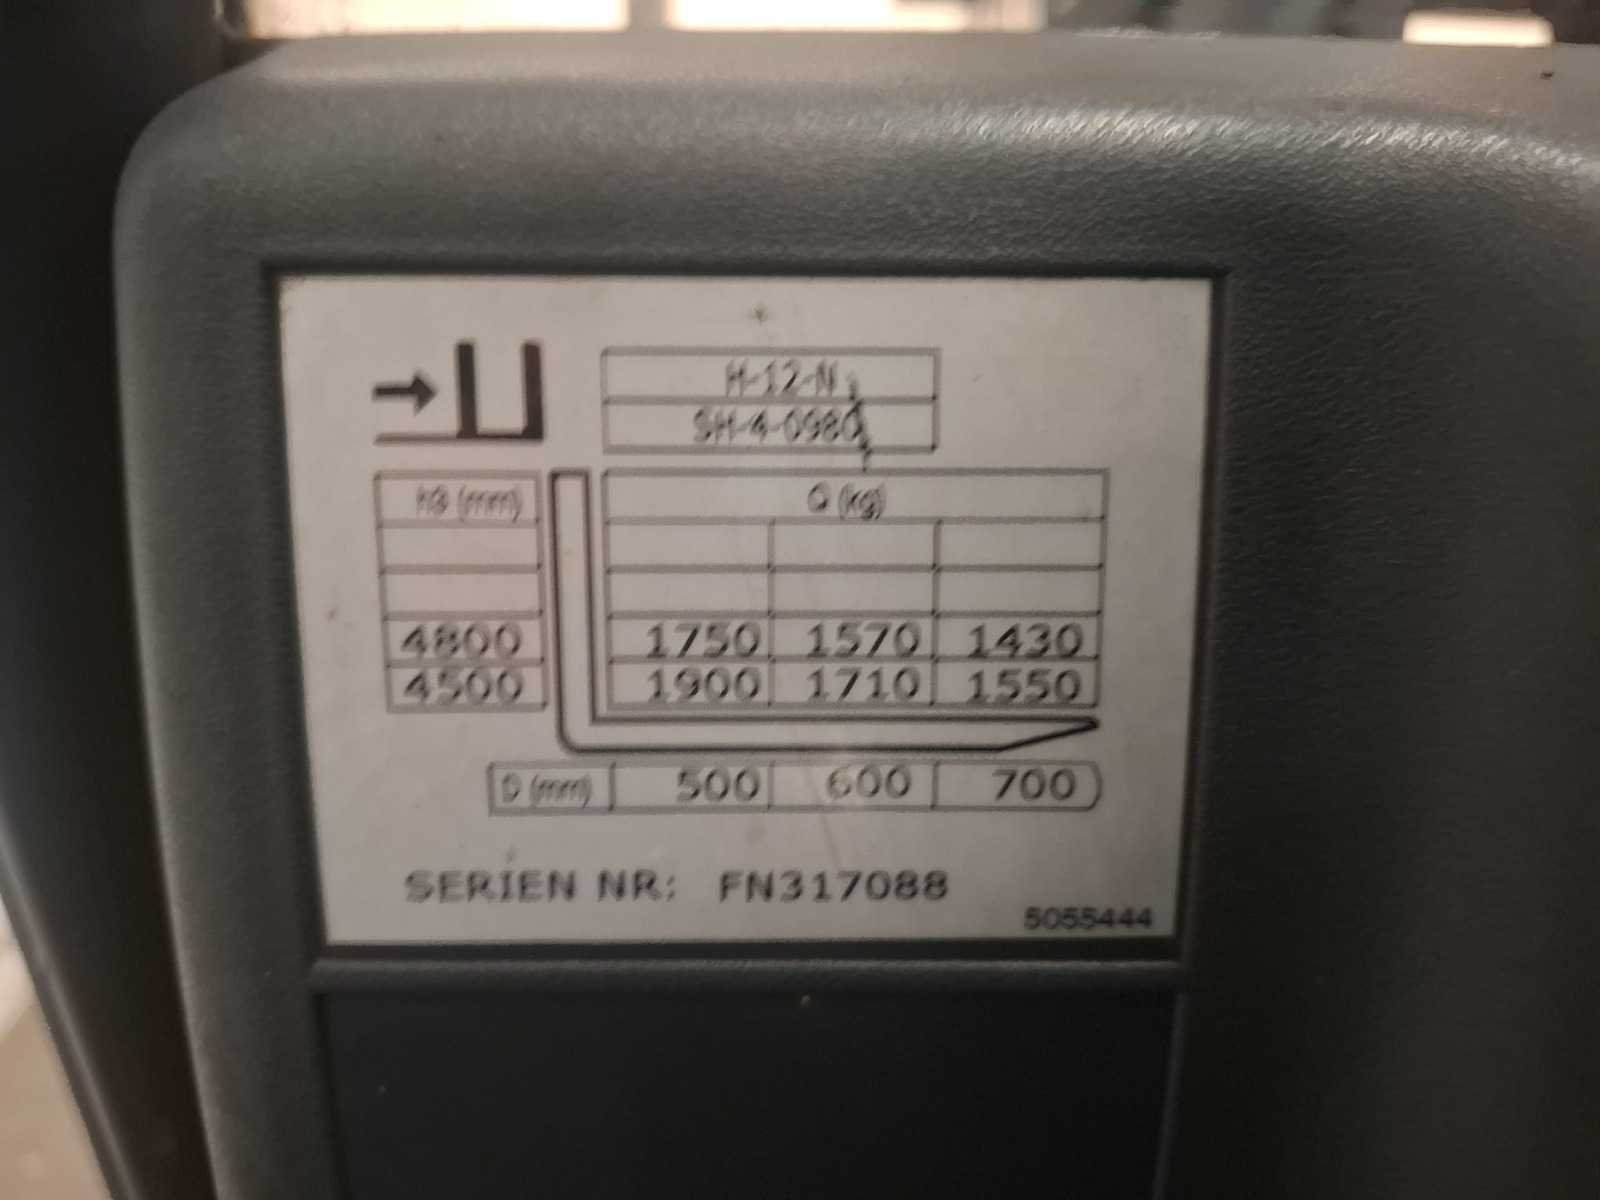 H-12-N
SH-4-0980
h3 (mm) Q (kg)
4800 1750 1570 1430
4500 1900 1710 1550
D (mm) 500 600 700
SERIEN NR: FN317088
5055444